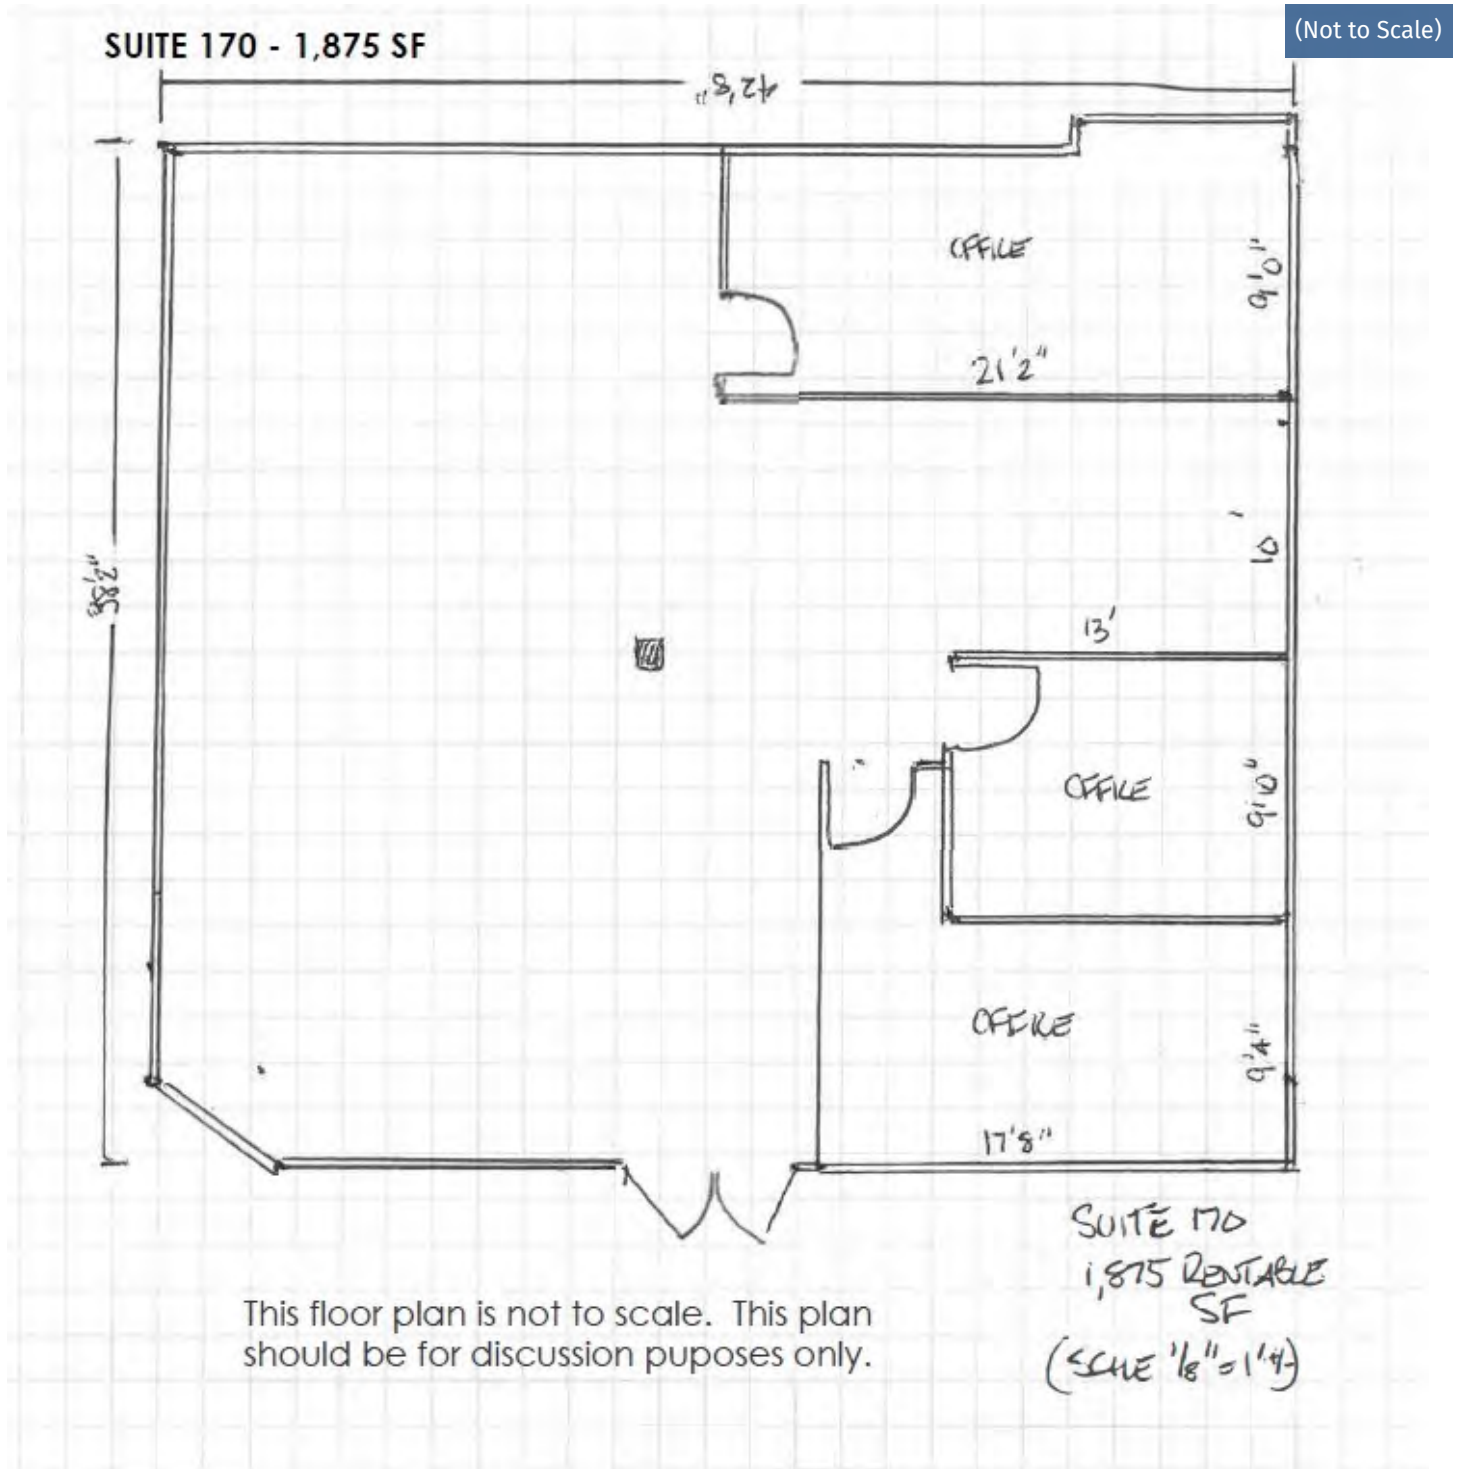 (Not to Scale)
SUITE 170 - 1,875 SF
42'8"
OFFICE
9'0"
21'2"
38'2"
10'
13'
OFFICE
9'10"
OFFICE
9'4"
17'8"
SUITE 170
1,875 RENTABLE
SF
(SCALE 1/8"=1'
This floor plan is not to scale. This plan
should be for discussion puposes only.